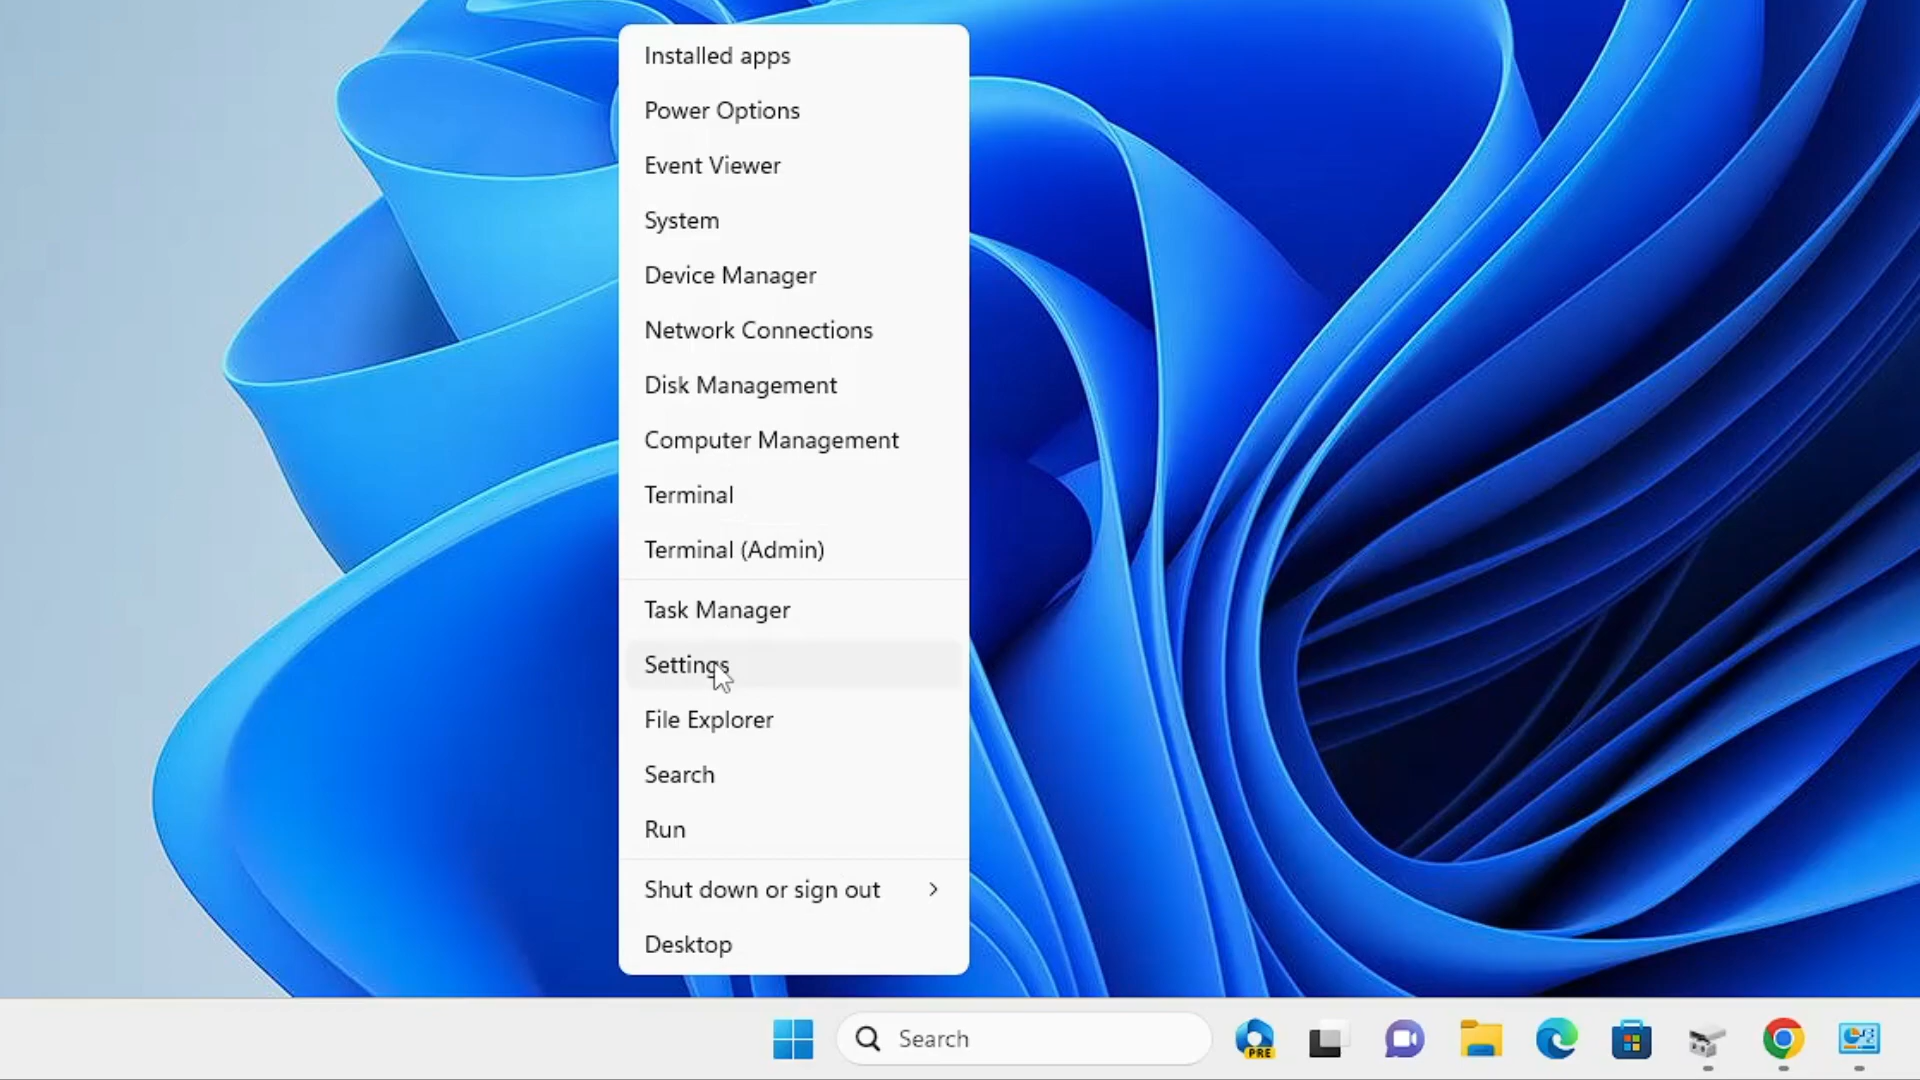 Installed apps
Power Options
Event Viewer
System
Device Manager
Network Connections
Disk Management
Computer Management
Terminal
Terminal (Admin)
Task Manager
Settings
File Explorer
Search
Run
Shut down or sign out
Desktop
Search
PRE